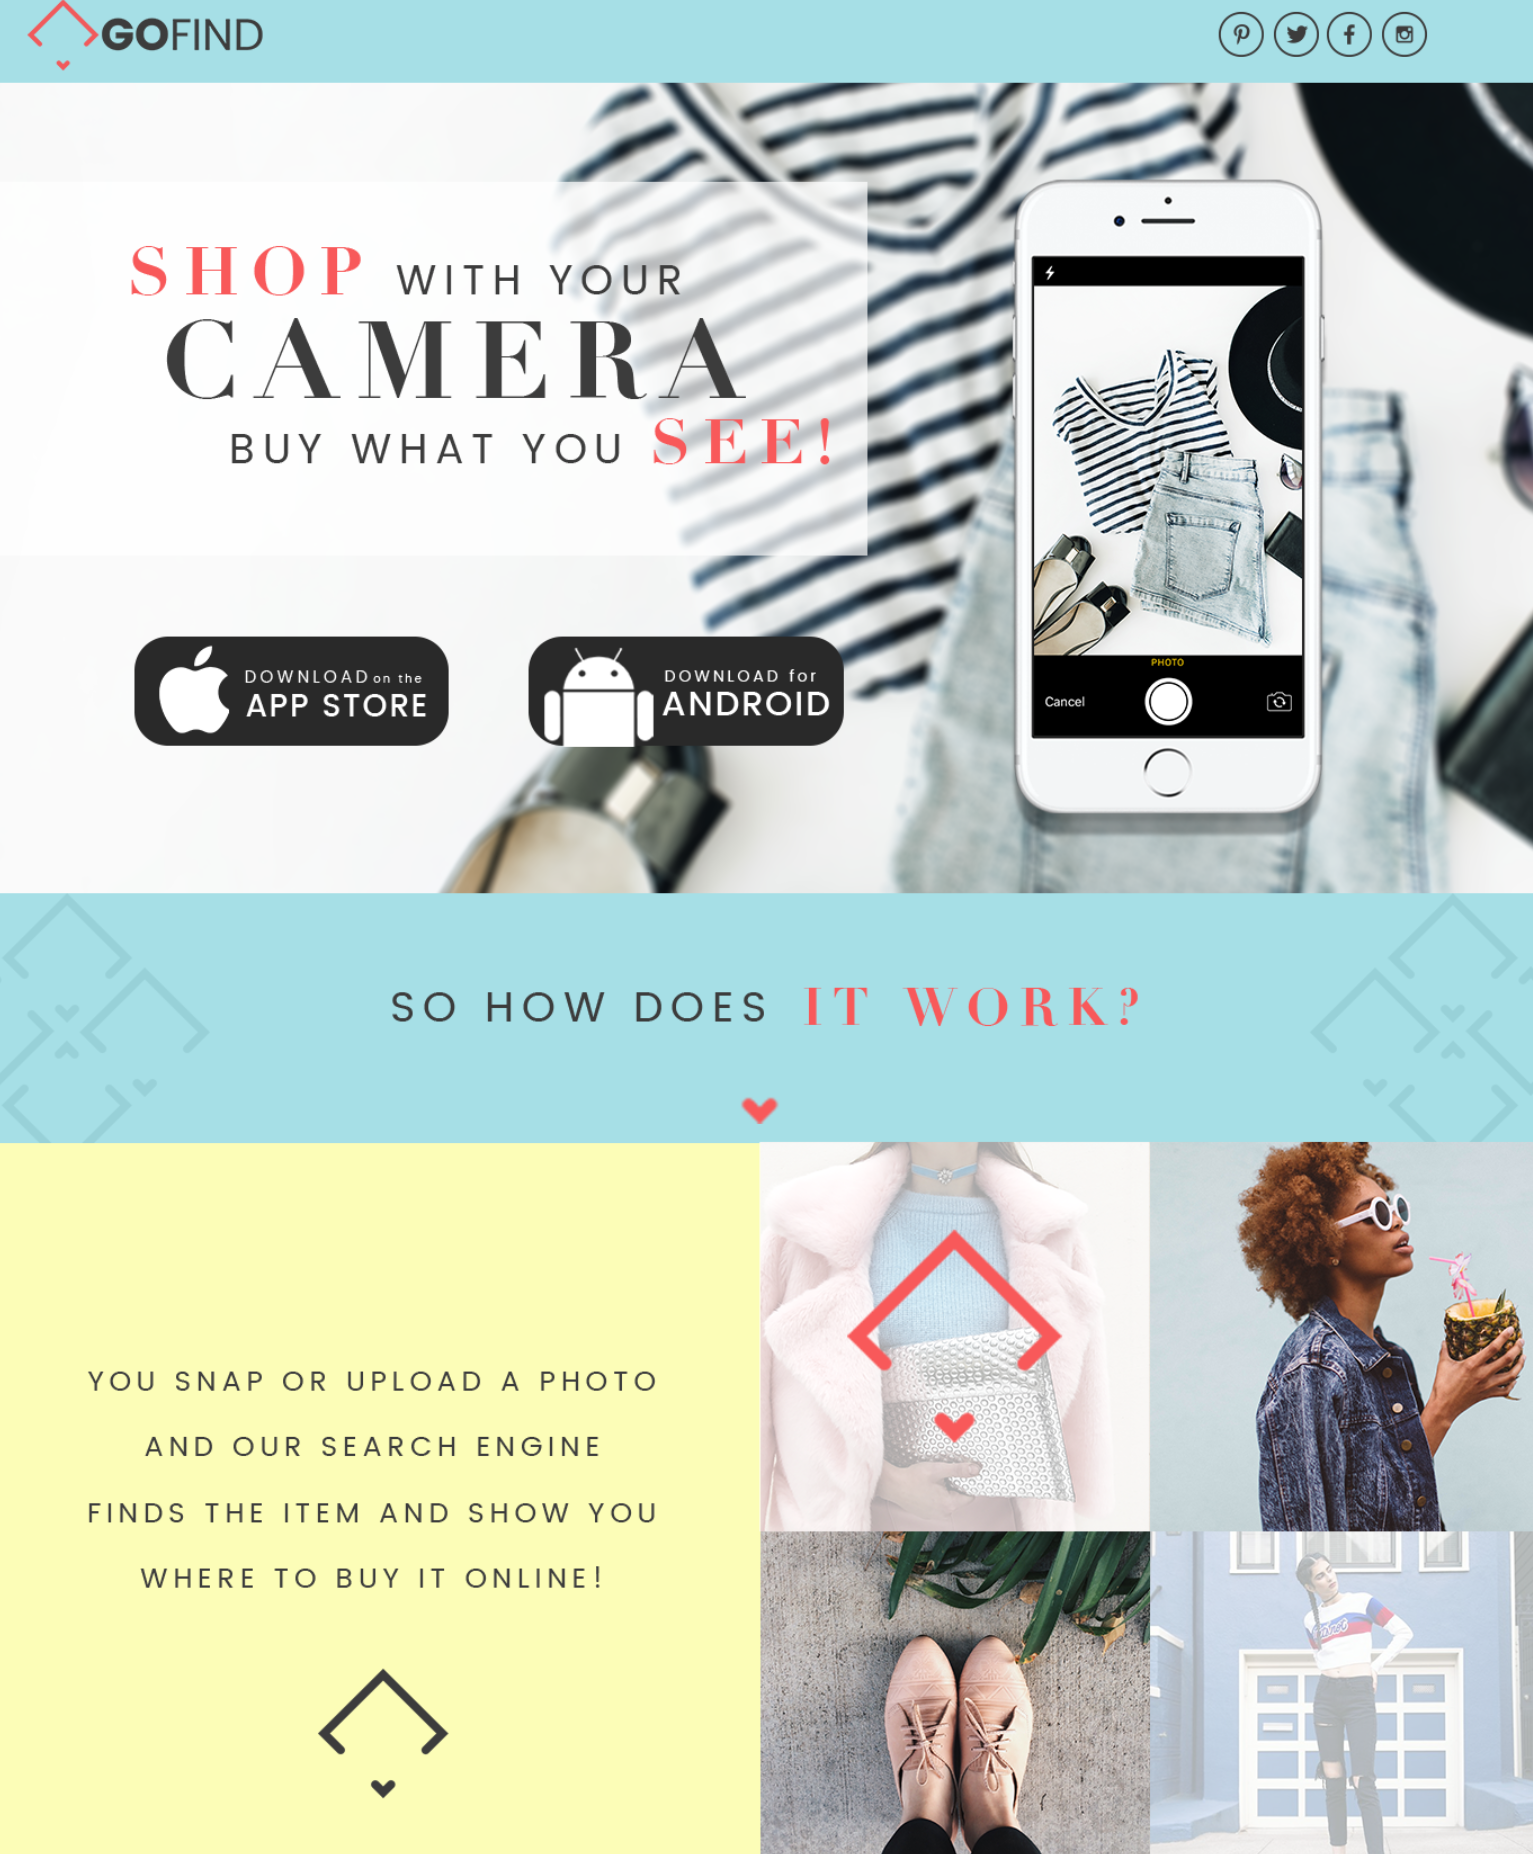 GOFIND
SHOP WITH YOUR
CAMERA
BUY WHAT YOU SEE!
DOWNLOAD on the
APP STORE
DOWNLOAD for
ANDROID
PHOTO
Cancel
SO HOW DOES IT WORK?
YOU SNAP OR UPLOAD A PHOTO
AND OUR SEARCH ENGINE
FINDS THE ITEM AND SHOW YOU
WHERE TO BUY IT ONLINE!